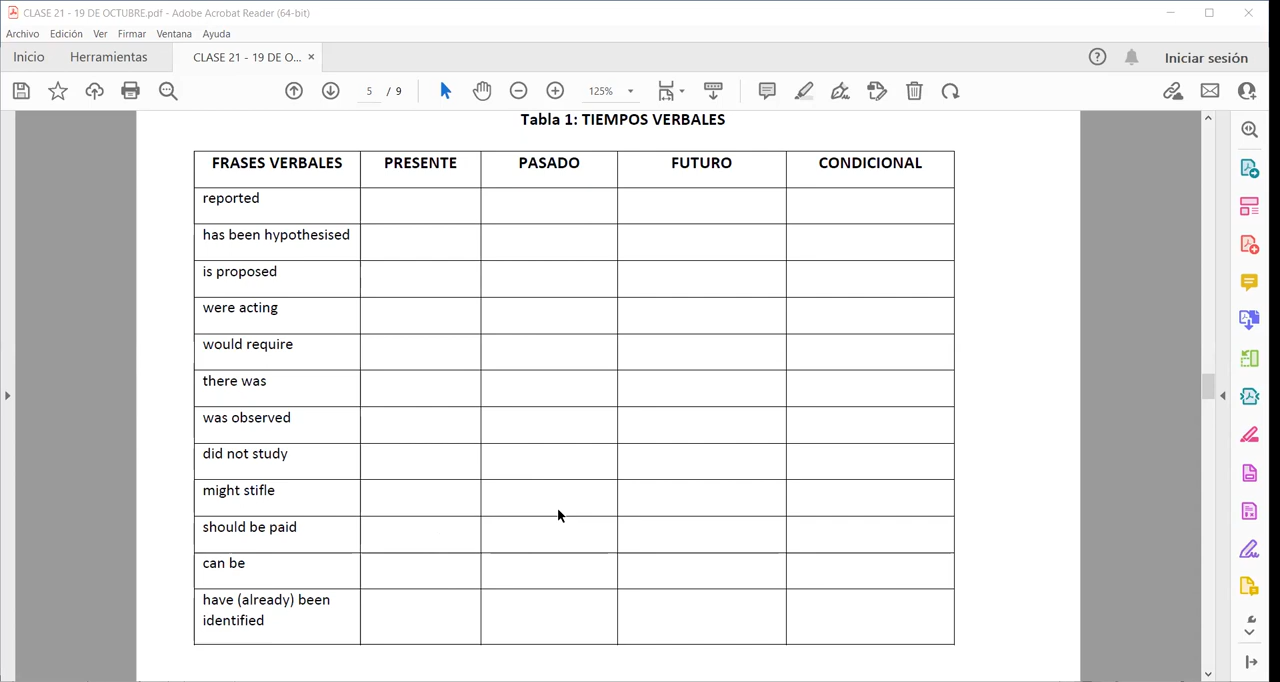 CLASE 21 - 19 DE OCTUBRE.pdf - Adobe Acrobat Reader (64-bit)
Archivo Edición Ver Firmar Ventana Ayuda
Inicio Herramientas CLASE 21 - 19 DE O... × Iniciar sesión
5 / 9 125%
Tabla 1: TIEMPOS VERBALES
FRASES VERBALES PRESENTE PASADO FUTURO CONDICIONAL
reported
has been hypothesised
is proposed
were acting
would require
there was
was observed
did not study
might stifle
should be paid
can be
have (already) been
identified